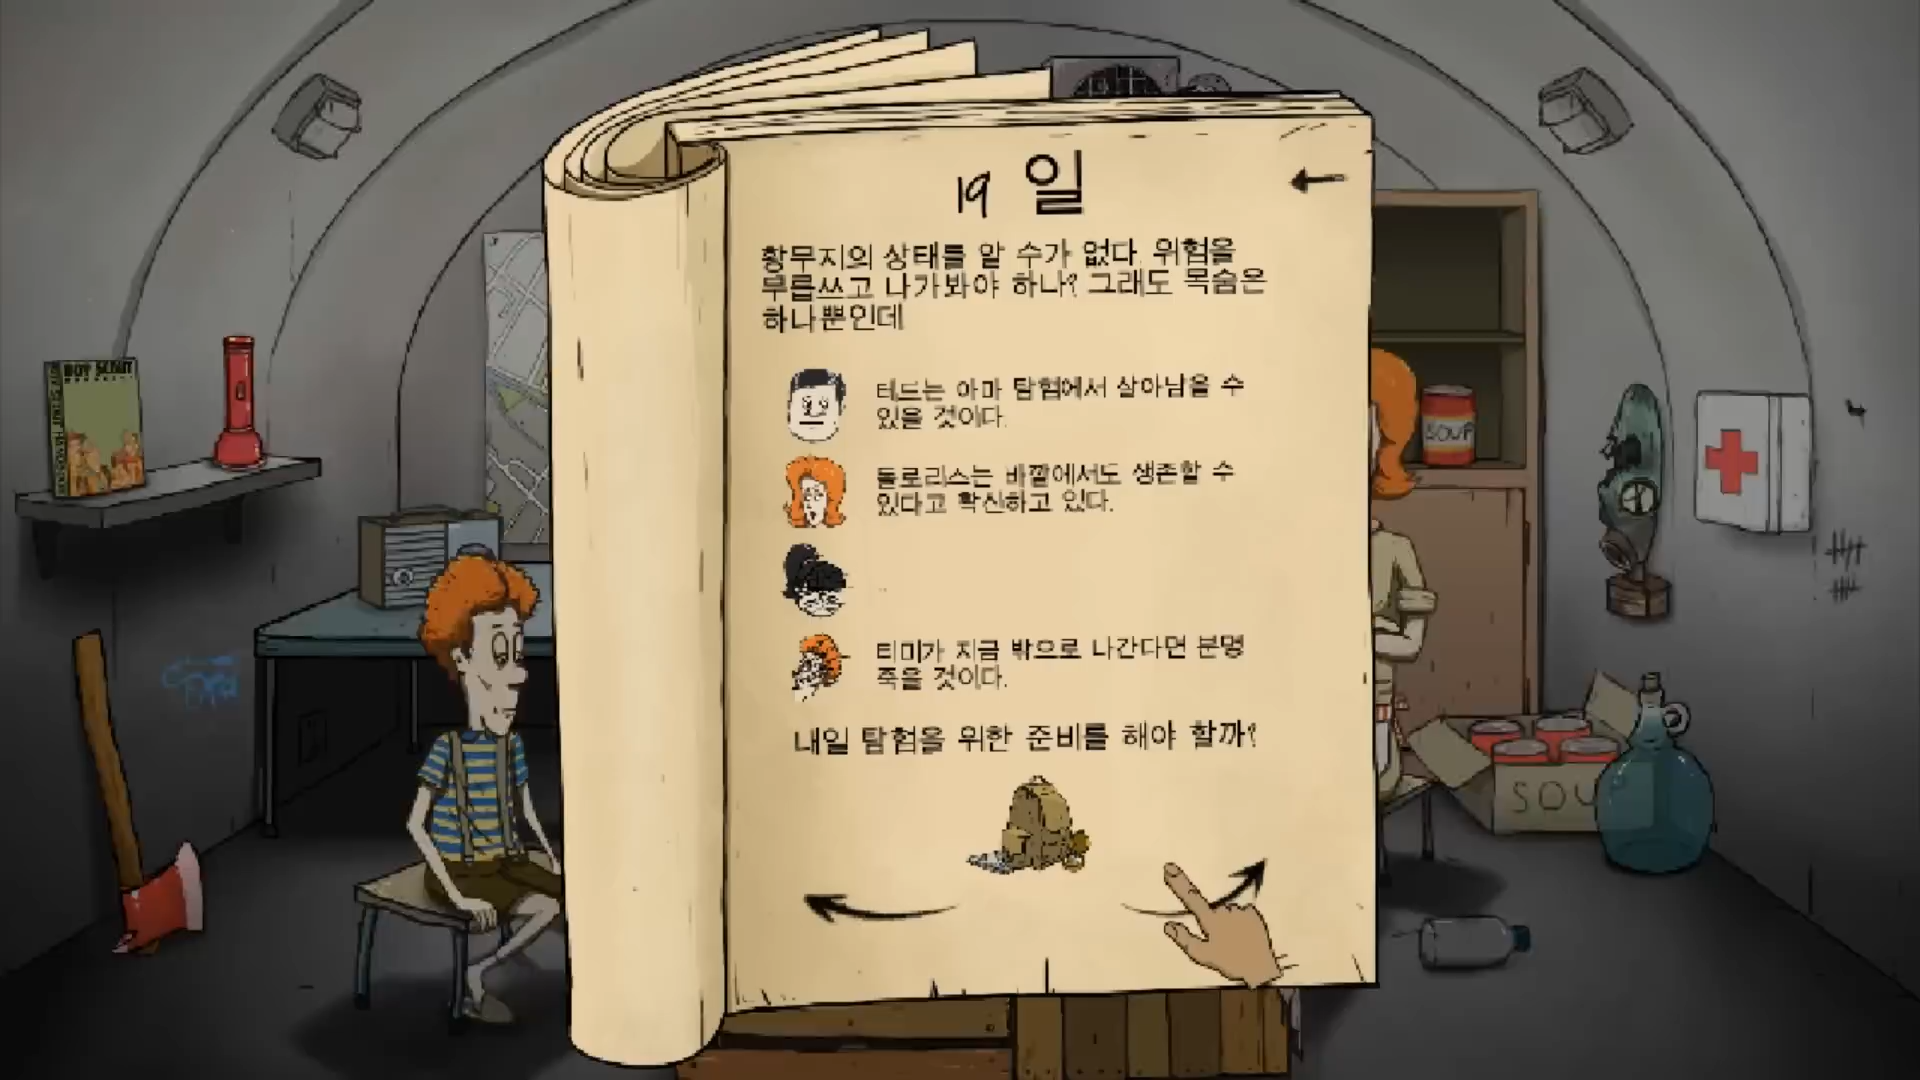 19 일
황무지의 상태를 알 수가 없다. 위험을
무릅쓰고 나가봐야 하나? 그래도 목숨은
하나뿐인데
테드는 아마 탐험에서 살아남을 수
있을 것이다.
돌로리스는 바깥에서도 생존할 수
있다고 확신하고 있다.
..
티미가 지금 밖으로 나간다면 분명
죽을 것이다.
내일 탐험을 위한 준비를 해야 할까?
BOY SCOUT
SOUP
SOU